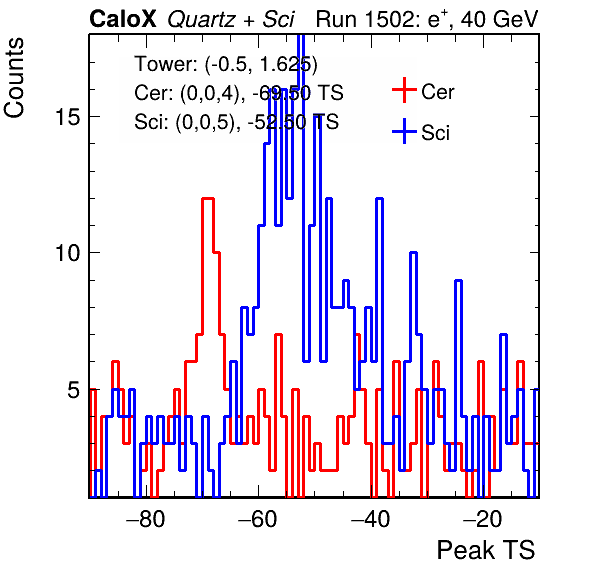 CaloX Quartz + Sci Run 1502: e+, 40 GeV
Counts
Tower: (-0.5, 1.625)
Cer: (0,0,4), -69.50 TS
Sci: (0,0,5), -52.50 TS
Cer
Sci
15
10
5
−80 −60 −40 −20
Peak TS